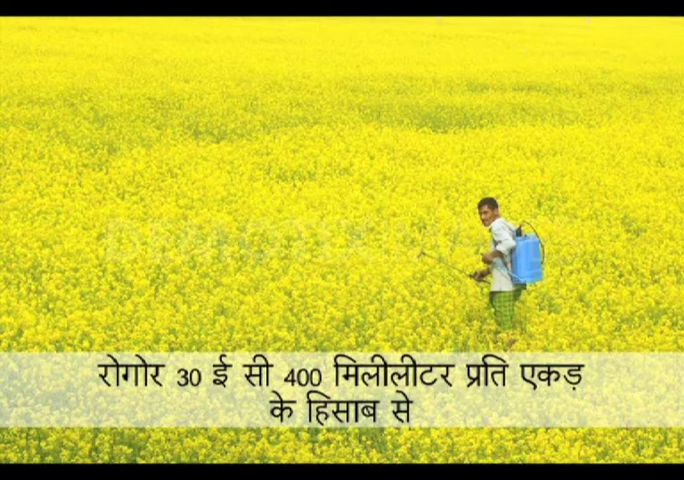 रोगोर 30 ई सी 400 मिलीलीटर प्रति एकड़
के हिसाब से